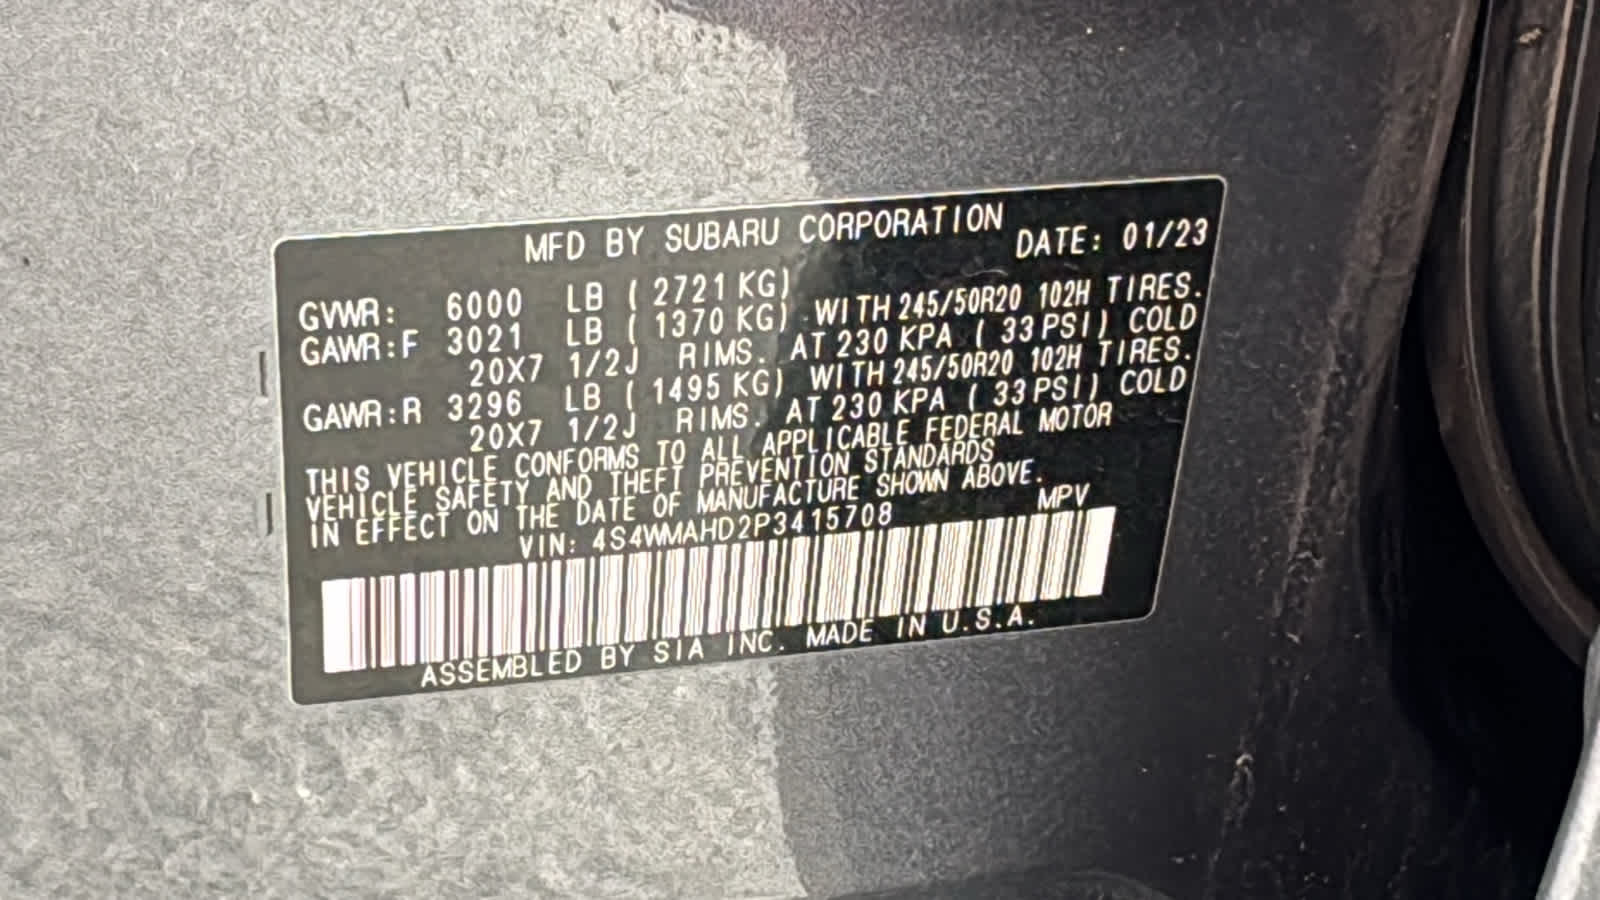 MFD BY SUBARU CORPORATION DATE: 01/23
GVWR: 6000 LB ( 2721 KG)
GAWR:F 3021 LB ( 1370 KG) WITH 245/50R20 102H TIRES.
20X7 1/2J RIMS. AT 230 KPA ( 33 PSI) COLD
GAWR:R 3296 LB ( 1495 KG) WITH 245/50R20 102H TIRES.
20X7 1/2J RIMS. AT 230 KPA ( 33 PSI) COLD
THIS VEHICLE CONFORMS TO ALL APPLICABLE FEDERAL MOTOR
VEHICLE SAFETY AND THEFT PREVENTION STANDARDS
IN EFFECT ON THE DATE OF MANUFACTURE SHOWN ABOVE.
VIN: 4S4WMAHD2P3415708 MPV
ASSEMBLED BY SIA INC. MADE IN U.S.A.